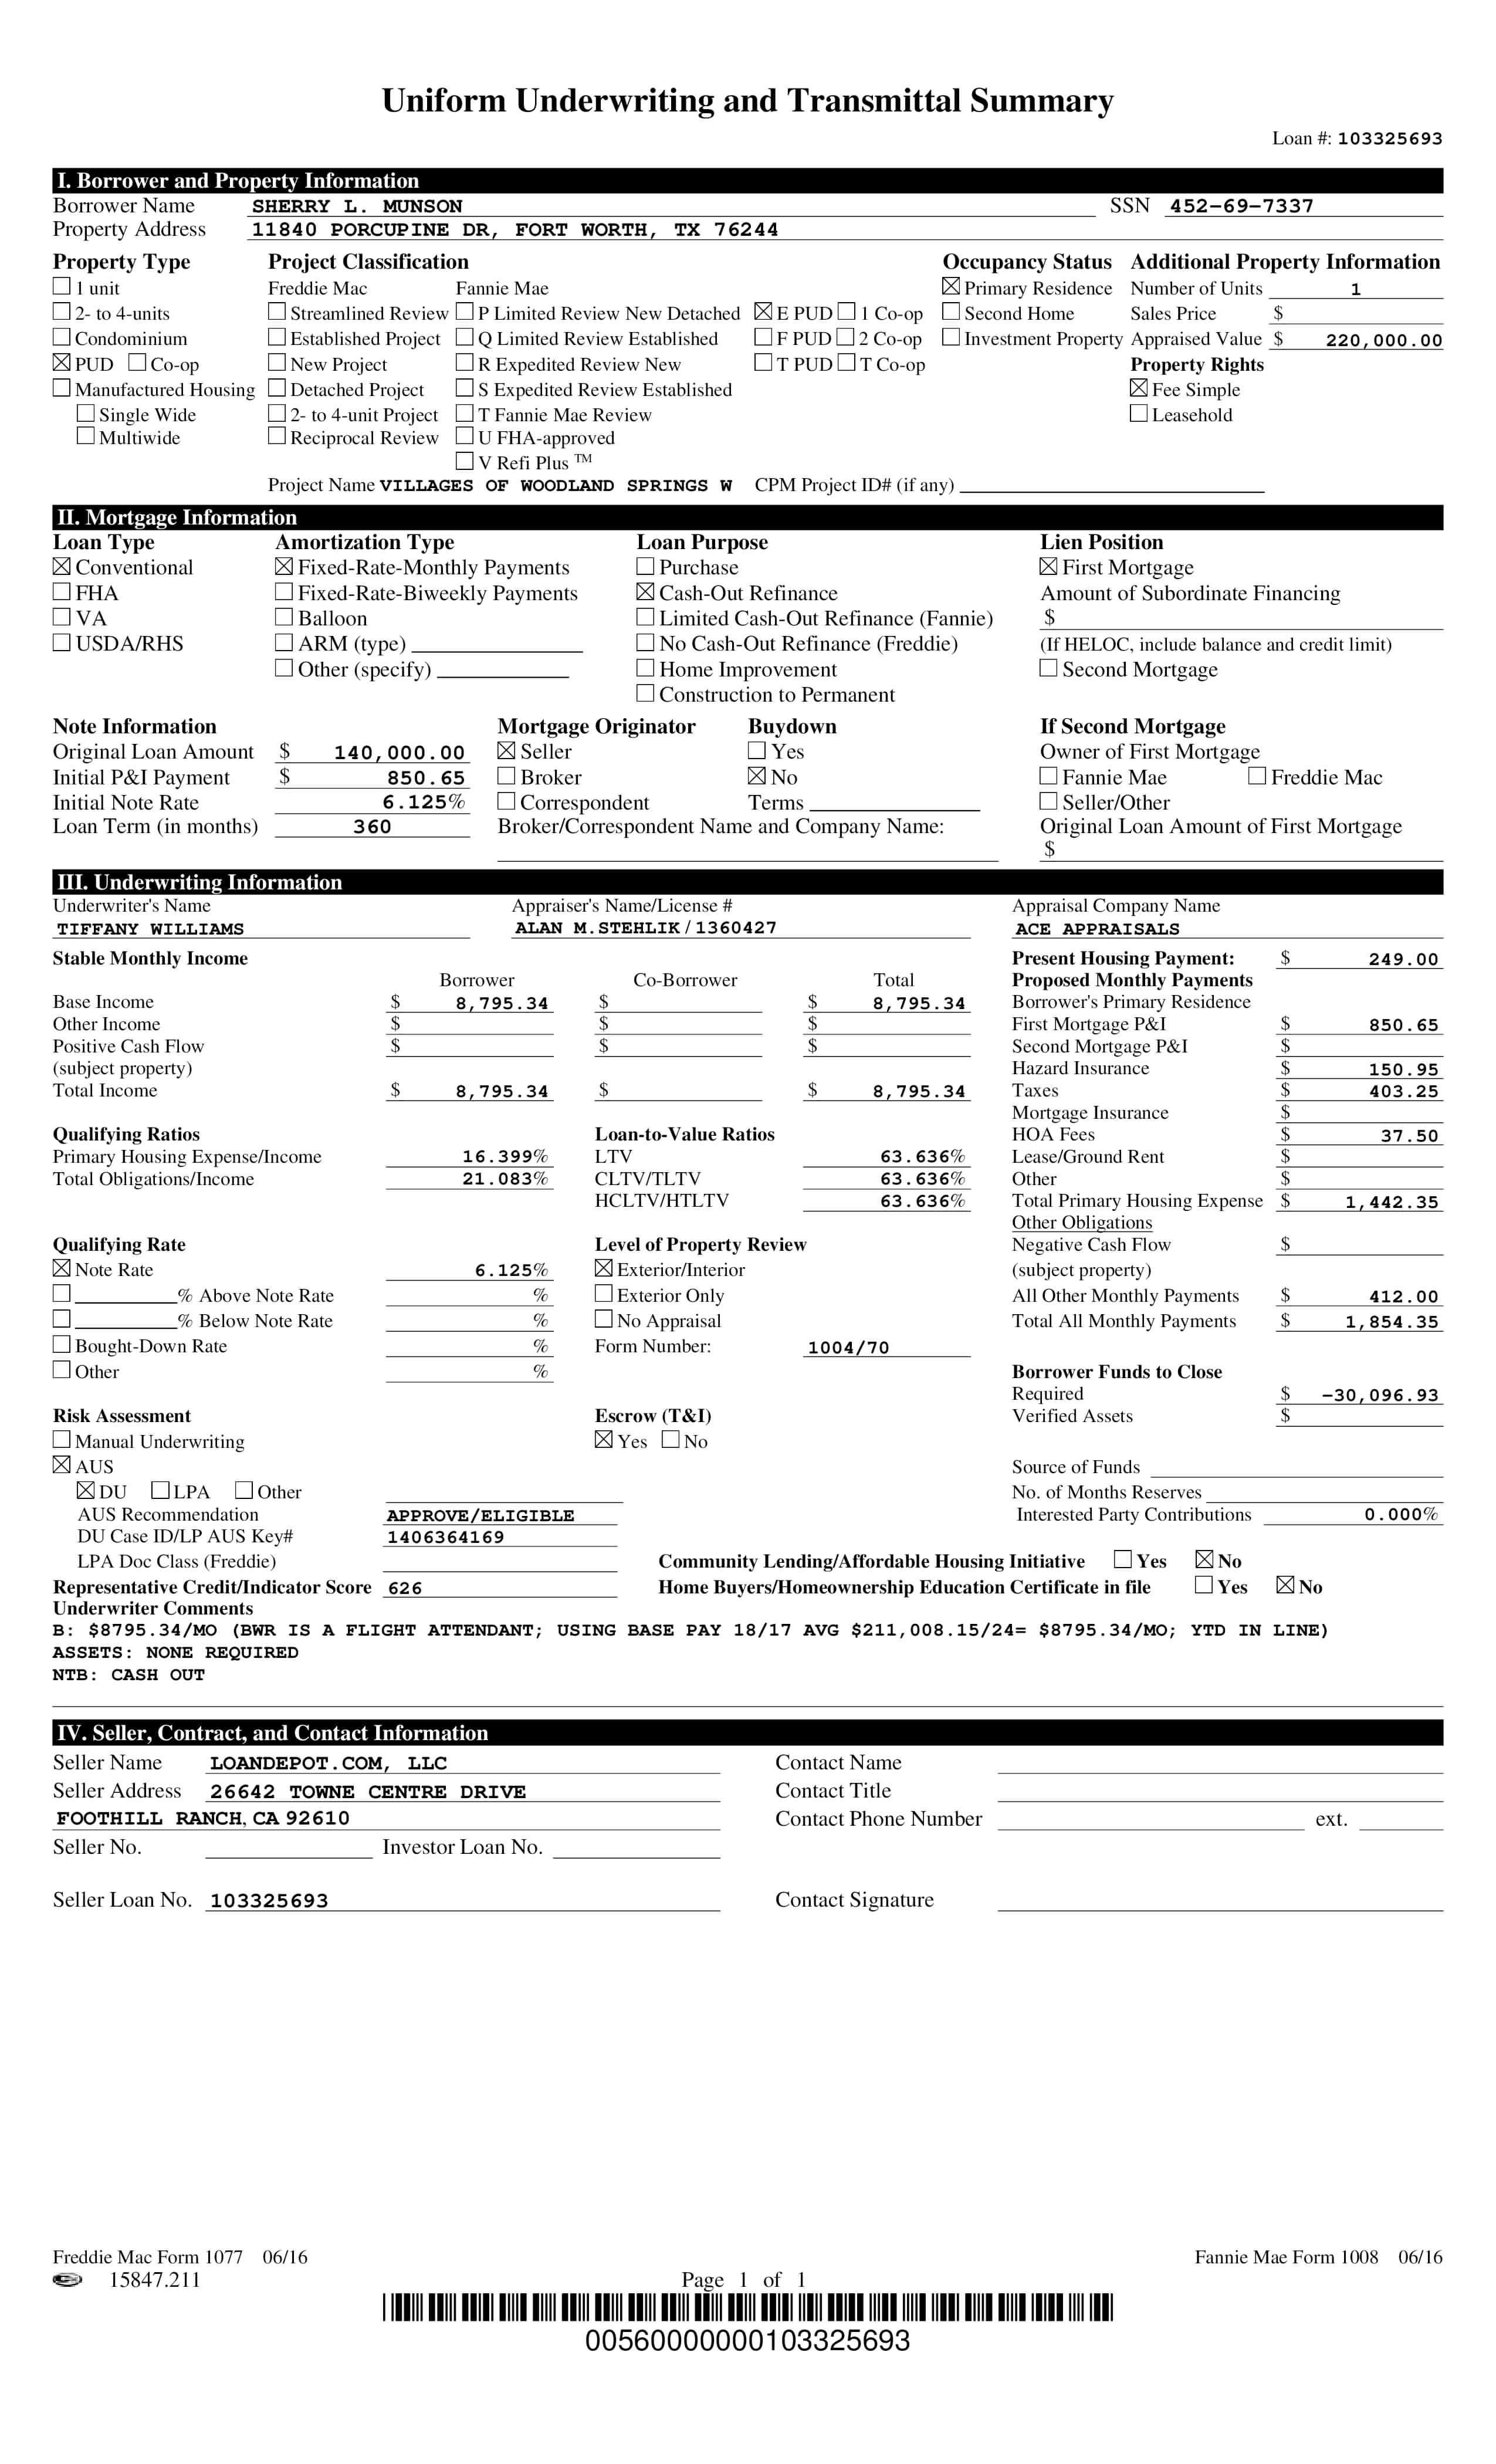 Uniform Underwriting and Transmittal Summary
Loan #: 103325693
I. Borrower and Property Information
Borrower Name SHERRY L. MUNSON SSN 452-69-7337
Property Address 11840 PORCUPINE DR, FORT WORTH, TX 76244
Property Type Project Classification Occupancy Status Additional Property Information
☐ 1 unit Freddie Mac Fannie Mae ☒ Primary Residence Number of Units 1
☐ 2- to 4-units ☐ Streamlined Review ☐ P Limited Review New Detached ☒ E PUD ☐ 1 Co-op ☐ Second Home Sales Price $
☐ Condominium ☐ Established Project ☐ Q Limited Review Established ☐ F PUD ☐ 2 Co-op ☐ Investment Property Appraised Value $ 220,000.00
☒ PUD ☐ Co-op ☐ New Project ☐ R Expedited Review New ☐ T PUD ☐ T Co-op Property Rights
☐ Manufactured Housing ☐ Detached Project ☐ S Expedited Review Established ☒ Fee Simple
☐ Single Wide ☐ 2- to 4-unit Project ☐ T Fannie Mae Review ☐ Leasehold
☐ Multiwide ☐ Reciprocal Review ☐ U FHA-approved
☐ V Refi Plus TM
Project Name VILLAGES OF WOODLAND SPRINGS W CPM Project ID# (if any)
II. Mortgage Information
Loan Type Amortization Type Loan Purpose Lien Position
☒ Conventional ☒ Fixed-Rate-Monthly Payments ☐ Purchase ☒ First Mortgage
☐ FHA ☐ Fixed-Rate-Biweekly Payments ☒ Cash-Out Refinance Amount of Subordinate Financing
☐ VA ☐ Balloon ☐ Limited Cash-Out Refinance (Fannie) $
☐ USDA/RHS ☐ ARM (type) ☐ No Cash-Out Refinance (Freddie) (If HELOC, include balance and credit limit)
☐ Other (specify) ☐ Home Improvement ☐ Second Mortgage
☐ Construction to Permanent
Note Information Mortgage Originator Buydown If Second Mortgage
Original Loan Amount $ 140,000.00 ☒ Seller ☐ Yes Owner of First Mortgage
Initial P&I Payment $ 850.65 ☐ Broker ☒ No ☐ Fannie Mae ☐ Freddie Mac
Initial Note Rate 6.125% ☐ Correspondent Terms ☐ Seller/Other
Loan Term (in months) 360 Broker/Correspondent Name and Company Name: Original Loan Amount of First Mortgage
$
III. Underwriting Information
Underwriter's Name Appraiser's Name/License # Appraisal Company Name
TIFFANY WILLIAMS ALAN M.STEHLIK / 1360427 ACE APPRAISALS
Stable Monthly Income Present Housing Payment: $ 249.00
Borrower Co-Borrower Total Proposed Monthly Payments
Base Income $ 8,795.34 $ $ 8,795.34 Borrower's Primary Residence
Other Income $ $ $ First Mortgage P&I $ 850.65
Positive Cash Flow $ $ $ Second Mortgage P&I $
(subject property) Hazard Insurance $ 150.95
Total Income $ 8,795.34 $ $ 8,795.34 Taxes $ 403.25
Mortgage Insurance $
Qualifying Ratios Loan-to-Value Ratios HOA Fees $ 37.50
Primary Housing Expense/Income 16.399% LTV 63.636% Lease/Ground Rent $
Total Obligations/Income 21.083% CLTV/TLTV 63.636% Other $
HCLTV/HTLTV 63.636% Total Primary Housing Expense $ 1,442.35
Other Obligations
Qualifying Rate Level of Property Review Negative Cash Flow $
☒ Note Rate 6.125% ☒ Exterior/Interior (subject property)
☐ % Above Note Rate % ☐ Exterior Only All Other Monthly Payments $ 412.00
☐ % Below Note Rate % ☐ No Appraisal Total All Monthly Payments $ 1,854.35
☐ Bought-Down Rate % Form Number: 1004/70
☐ Other % Borrower Funds to Close
Required $ -30,096.93
Risk Assessment Escrow (T&I) Verified Assets $
☐ Manual Underwriting ☒ Yes ☐ No
☒ AUS Source of Funds
☒ DU ☐ LPA ☐ Other No. of Months Reserves
AUS Recommendation APPROVE/ELIGIBLE Interested Party Contributions 0.000%
DU Case ID/LP AUS Key# 1406364169
LPA Doc Class (Freddie) Community Lending/Affordable Housing Initiative ☐ Yes ☒ No
Representative Credit/Indicator Score 626 Home Buyers/Homeownership Education Certificate in file ☐ Yes ☒ No
Underwriter Comments
B: $8795.34/MO (BWR IS A FLIGHT ATTENDANT; USING BASE PAY 18/17 AVG $211,008.15/24= $8795.34/MO; YTD IN LINE)
ASSETS: NONE REQUIRED
NTB: CASH OUT
IV. Seller, Contract, and Contact Information
Seller Name LOANDEPOT.COM, LLC Contact Name
Seller Address 26642 TOWNE CENTRE DRIVE Contact Title
FOOTHILL RANCH, CA 92610 Contact Phone Number ext.
Seller No. Investor Loan No.
Seller Loan No. 103325693 Contact Signature
Freddie Mac Form 1077 06/16 Fannie Mae Form 1008 06/16
15847.211 Page 1 of 1
00560000000103325693